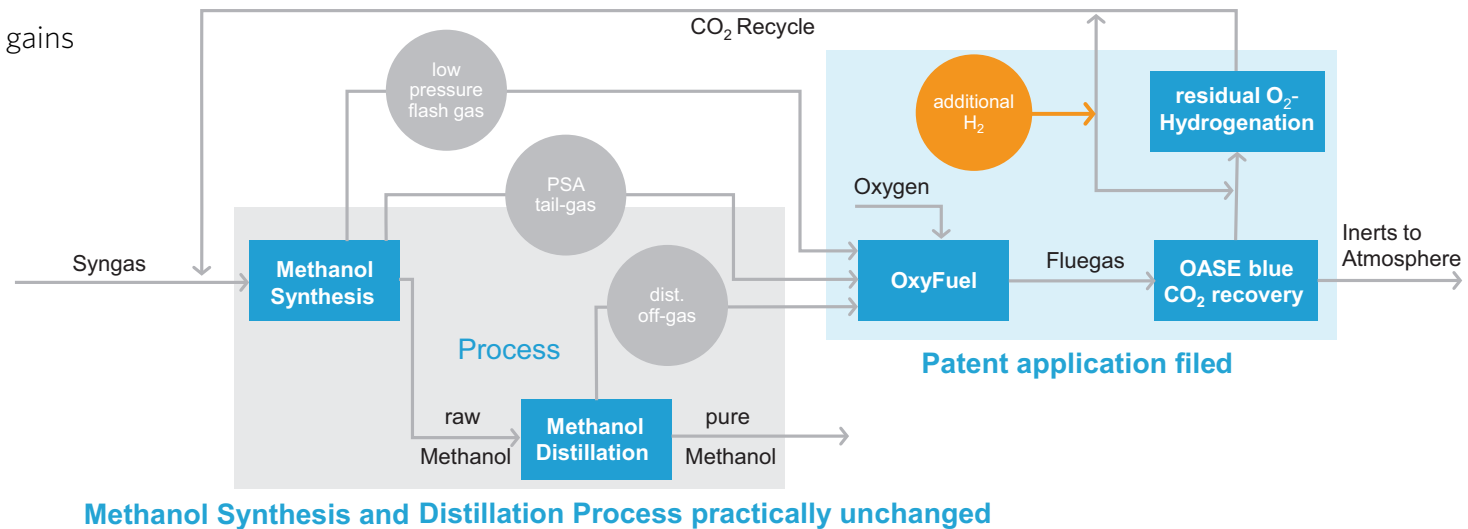 gains
CO₂ Recycle
low
pressure
flash gas
additional
H₂
residual O₂-
Hydrogenation
PSA
tail-gas
Oxygen
Syngas
Methanol
Synthesis
OxyFuel
Fluegas
OASE blue
CO₂ recovery
Inerts to
Atmosphere
dist.
off-gas
Process
Patent application filed
raw
Methanol
Methanol
Distillation
pure
Methanol
Methanol Synthesis and Distillation Process practically unchanged